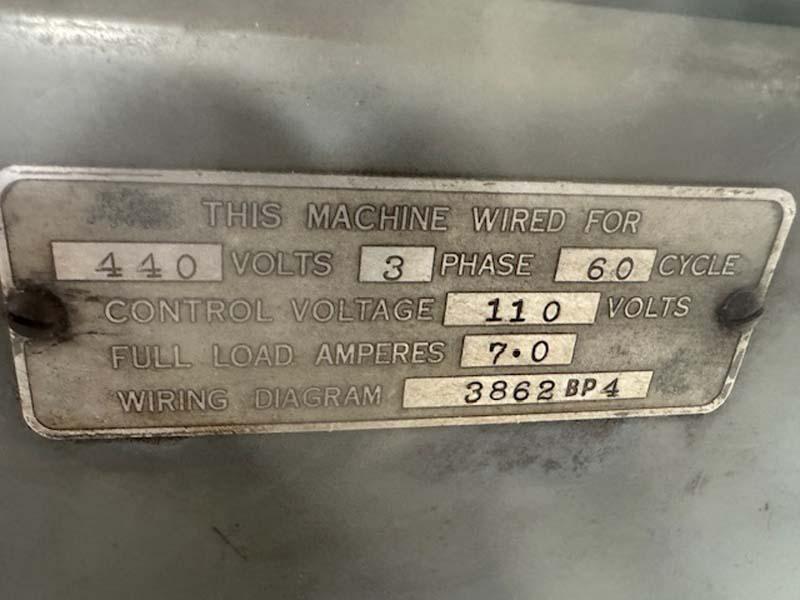 THIS MACHINE WIRED FOR
440 VOLTS 3 PHASE 60 CYCLE
CONTROL VOLTAGE 110 VOLTS
FULL LOAD AMPERES 7.0
WIRING DIAGRAM 3862BP4